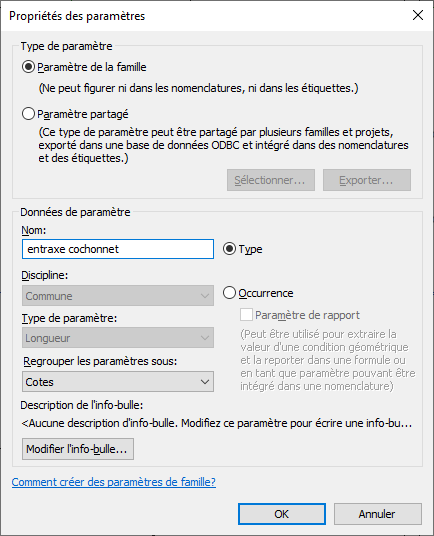 Propriétés des paramètres
Type de paramètre
Paramètre de la famille
(Ne peut figurer ni dans les nomenclatures, ni dans les étiquettes.)
Paramètre partagé
(Ce type de paramètre peut être partagé par plusieurs familles et projets,
exporté dans une base de données ODBC et intégré dans des nomenclatures
et des étiquettes.)
Sélectionner... Exporter...
Données de paramètre
Nom:
entraxe cochonnet Type
Discipline:
Commune Occurrence
Type de paramètre: Paramètre de rapport
Longueur
(Peut être utilisé pour extraire la
valeur d'une condition géométrique
et la reporter dans une formule ou
en tant que paramètre pouvant être
intégré dans une nomenclature)
Regrouper les paramètres sous:
Cotes
Description de l'info-bulle:
<Aucune description d'info-bulle. Modifiez ce paramètre pour écrire une info-bu...
Modifier l'info-bulle...
Comment créer des paramètres de famille?
OK Annuler